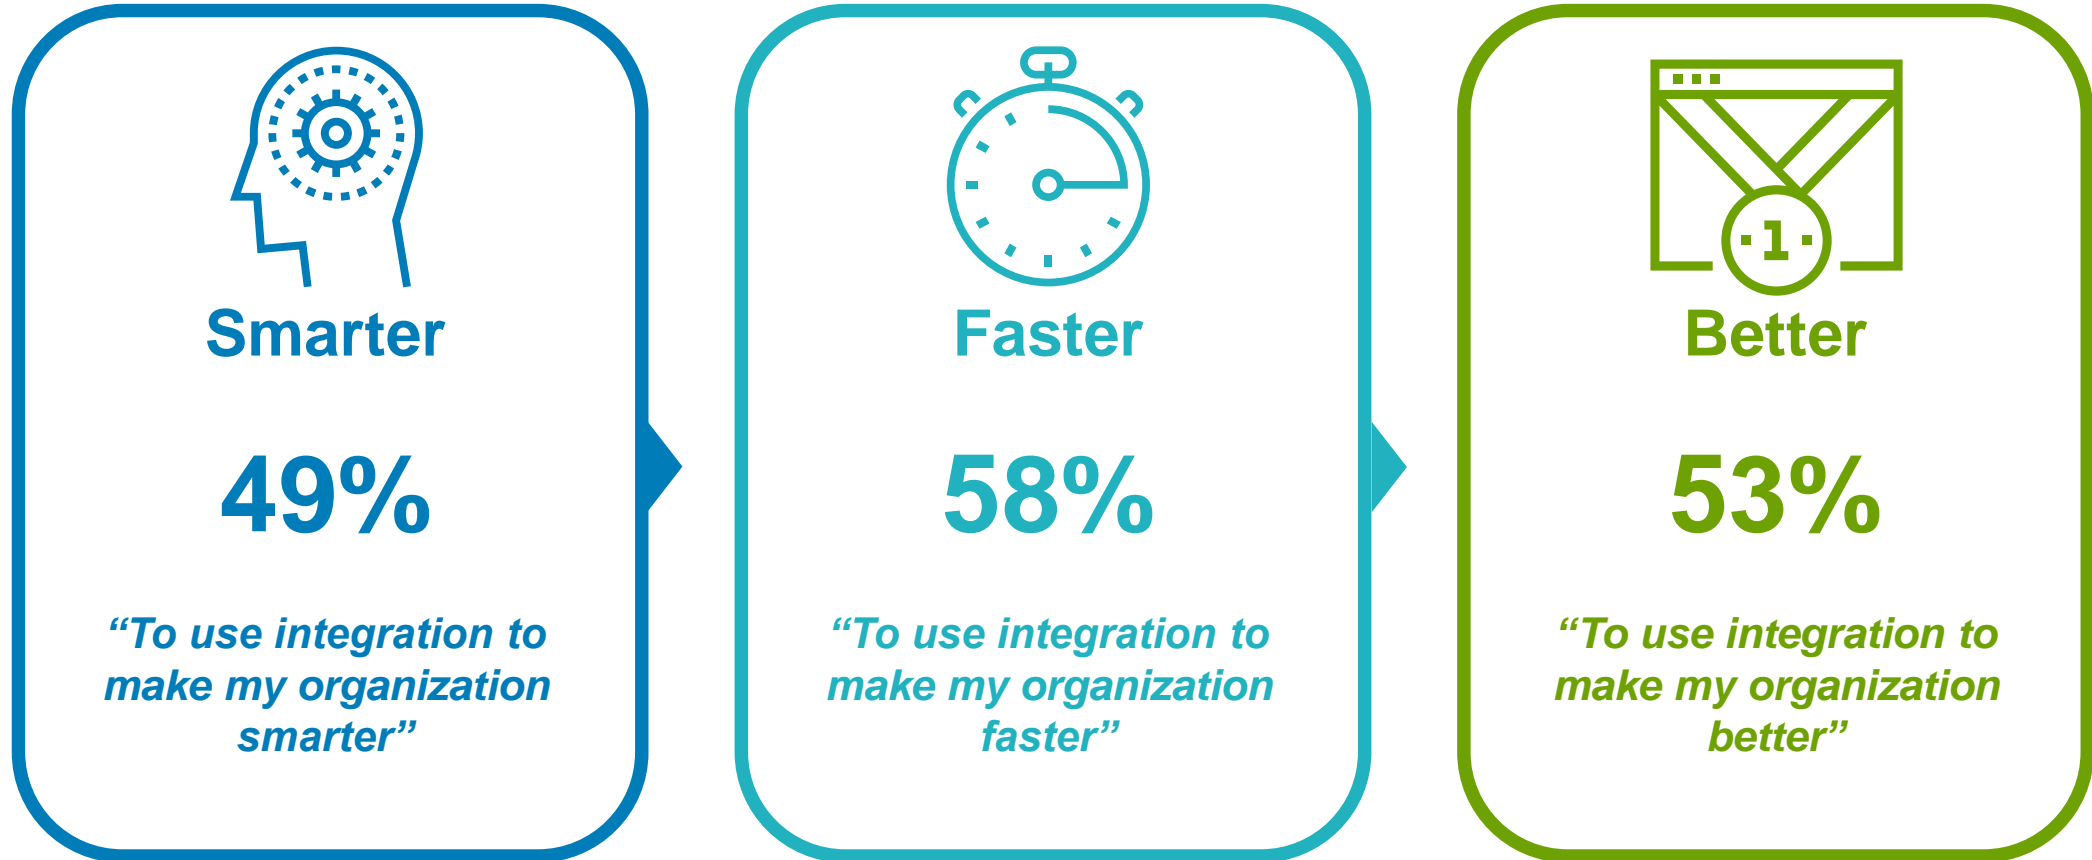 Smarter
49%
“To use integration to
make my organization
smarter”
Faster
58%
“To use integration to
make my organization
faster”
1
Better
53%
“To use integration to
make my organization
better”